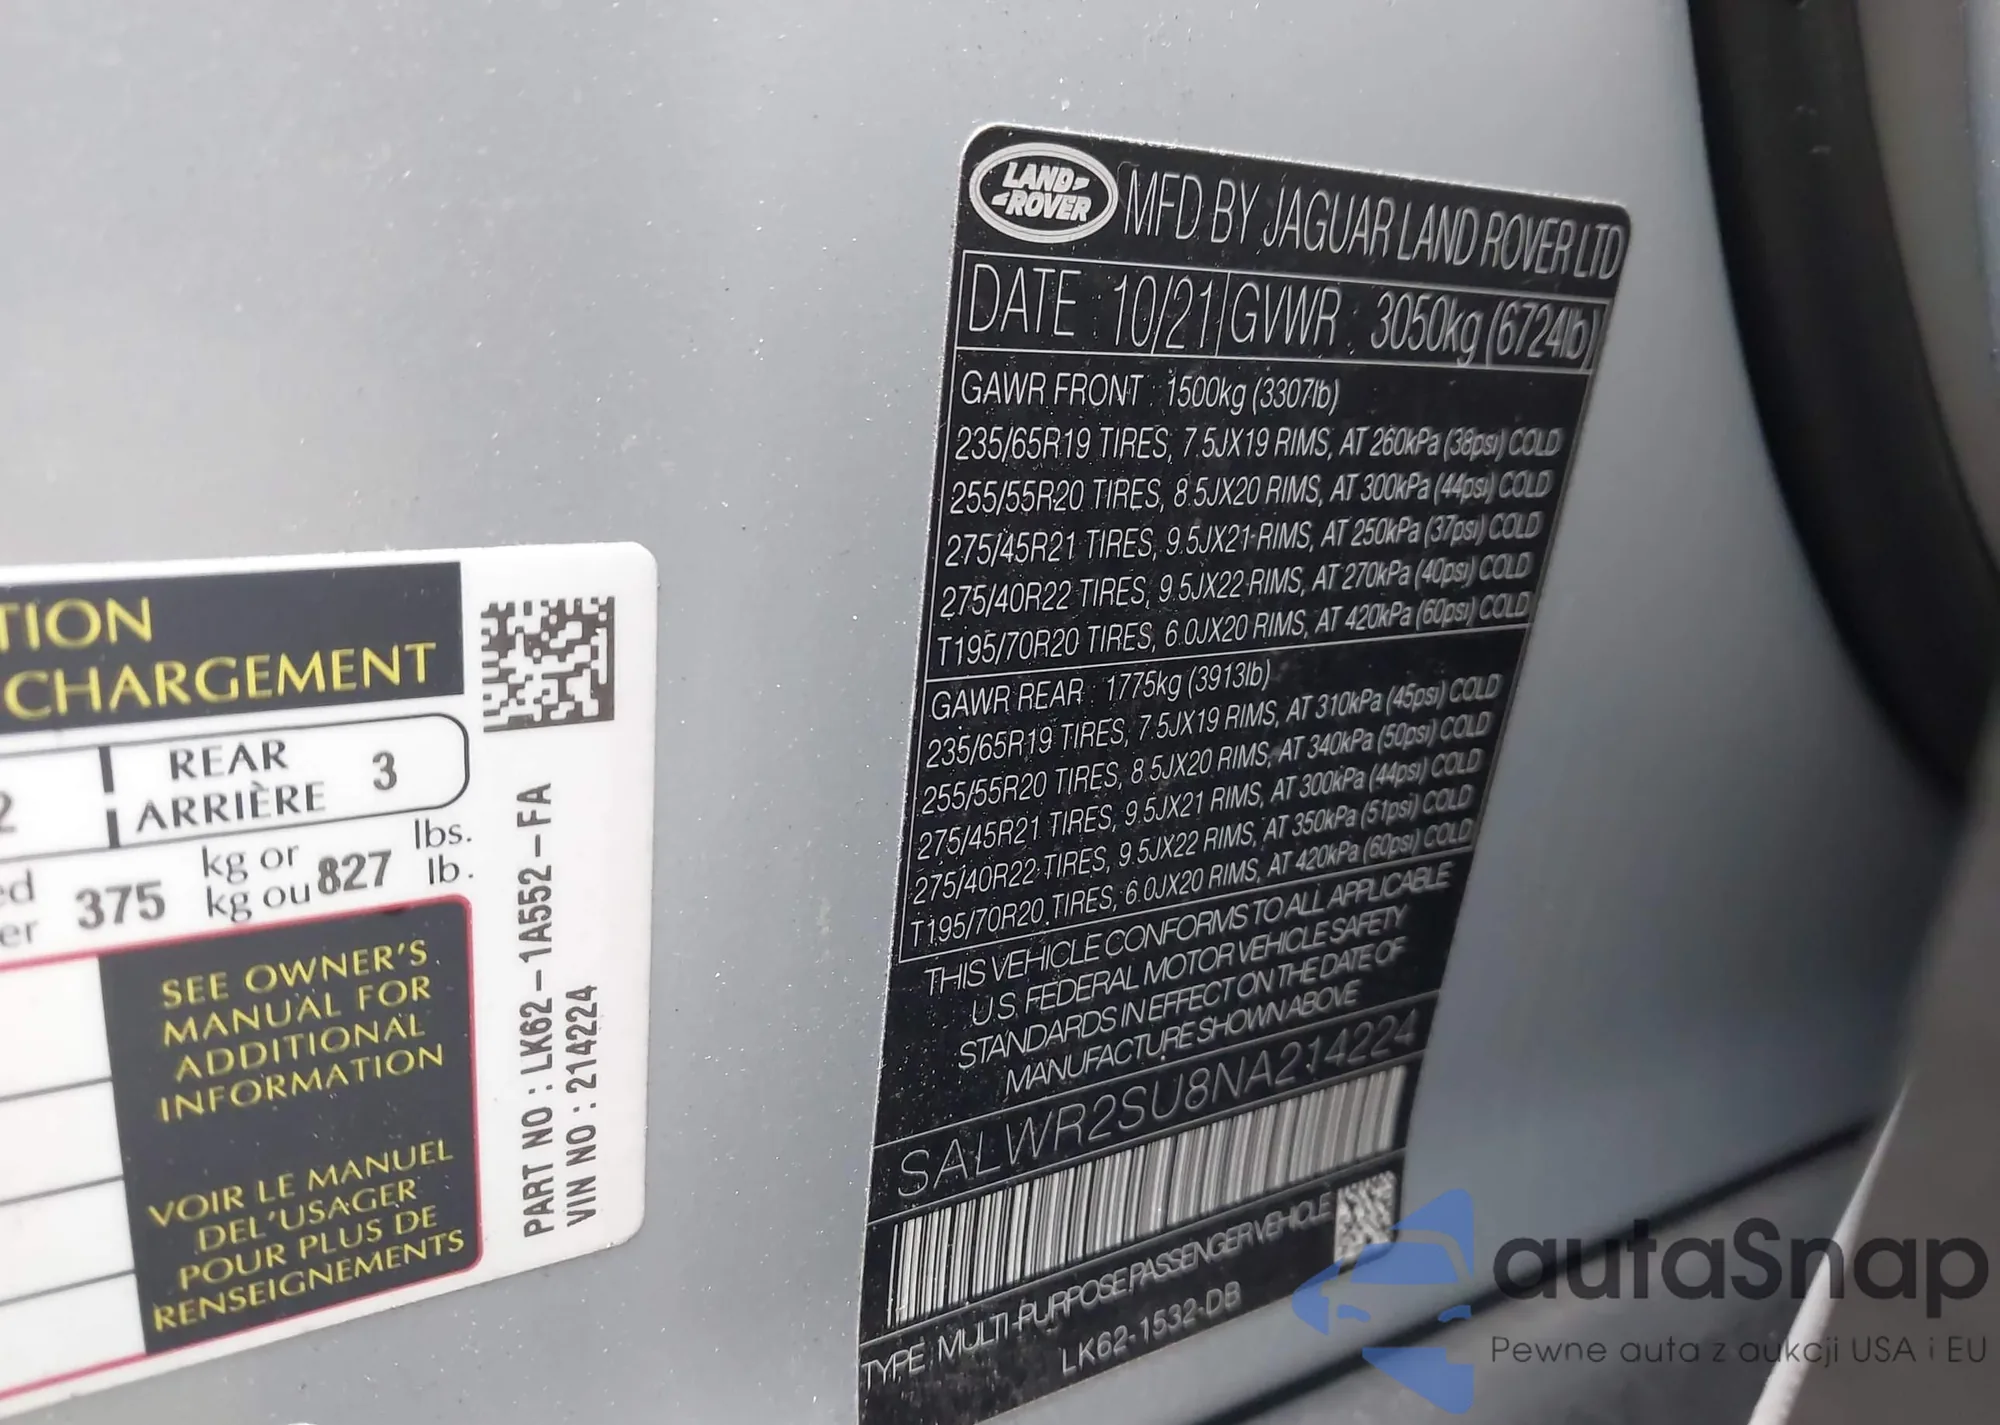 TION
CHARGEMENT
2
REAR
ARRIÈRE 3
ed
er 375 kg or
kg ou 827 lbs.
lb.
SEE OWNER'S
MANUAL FOR
ADDITIONAL
INFORMATION
VOIR LE MANUEL
DEL'USAGER
POUR PLUS DE
RENSEIGNEMENTS
PART NO : LK62-1A552-FA
VIN NO : 214224
LAND
ROVER
MFD BY JAGUAR LAND ROVER LTD
DATE 10/21 GVWR : 3050kg (6724lb)
GAWR FRONT : 1500kg (3307lb)
235/65R19 TIRES, 7.5JX19 RIMS, AT 260kPa (38psi) COLD
255/55R20 TIRES, 8.5JX20 RIMS, AT 300kPa (44psi) COLD
275/45R21 TIRES, 9.5JX21 RIMS, AT 250kPa (37psi) COLD
275/40R22 TIRES, 9.5JX22 RIMS, AT 270kPa (40psi) COLD
T195/70R20 TIRES, 6.0JX20 RIMS, AT 420kPa (60psi) COLD
GAWR REAR : 1775kg (3913lb)
235/65R19 TIRES, 7.5JX19 RIMS, AT 310kPa (45psi) COLD
255/55R20 TIRES, 8.5JX20 RIMS, AT 340kPa (50psi) COLD
275/45R21 TIRES, 9.5JX21 RIMS, AT 300kPa (44psi) COLD
275/40R22 TIRES, 9.5JX22 RIMS, AT 350kPa (51psi) COLD
T195/70R20 TIRES, 6.0JX20 RIMS, AT 420kPa (60psi) COLD
THIS VEHICLE CONFORMS TO ALL APPLICABLE
U.S. FEDERAL MOTOR VEHICLE SAFETY
STANDARDS IN EFFECT ON THE DATE OF
MANUFACTURE SHOWN ABOVE
SALWR2SU8NA214224
TYPE : MULTI-PURPOSE PASSENGER VEHICLE
LK62-1532-DB
autaSnap
Pewne auta z aukcji USA i EU